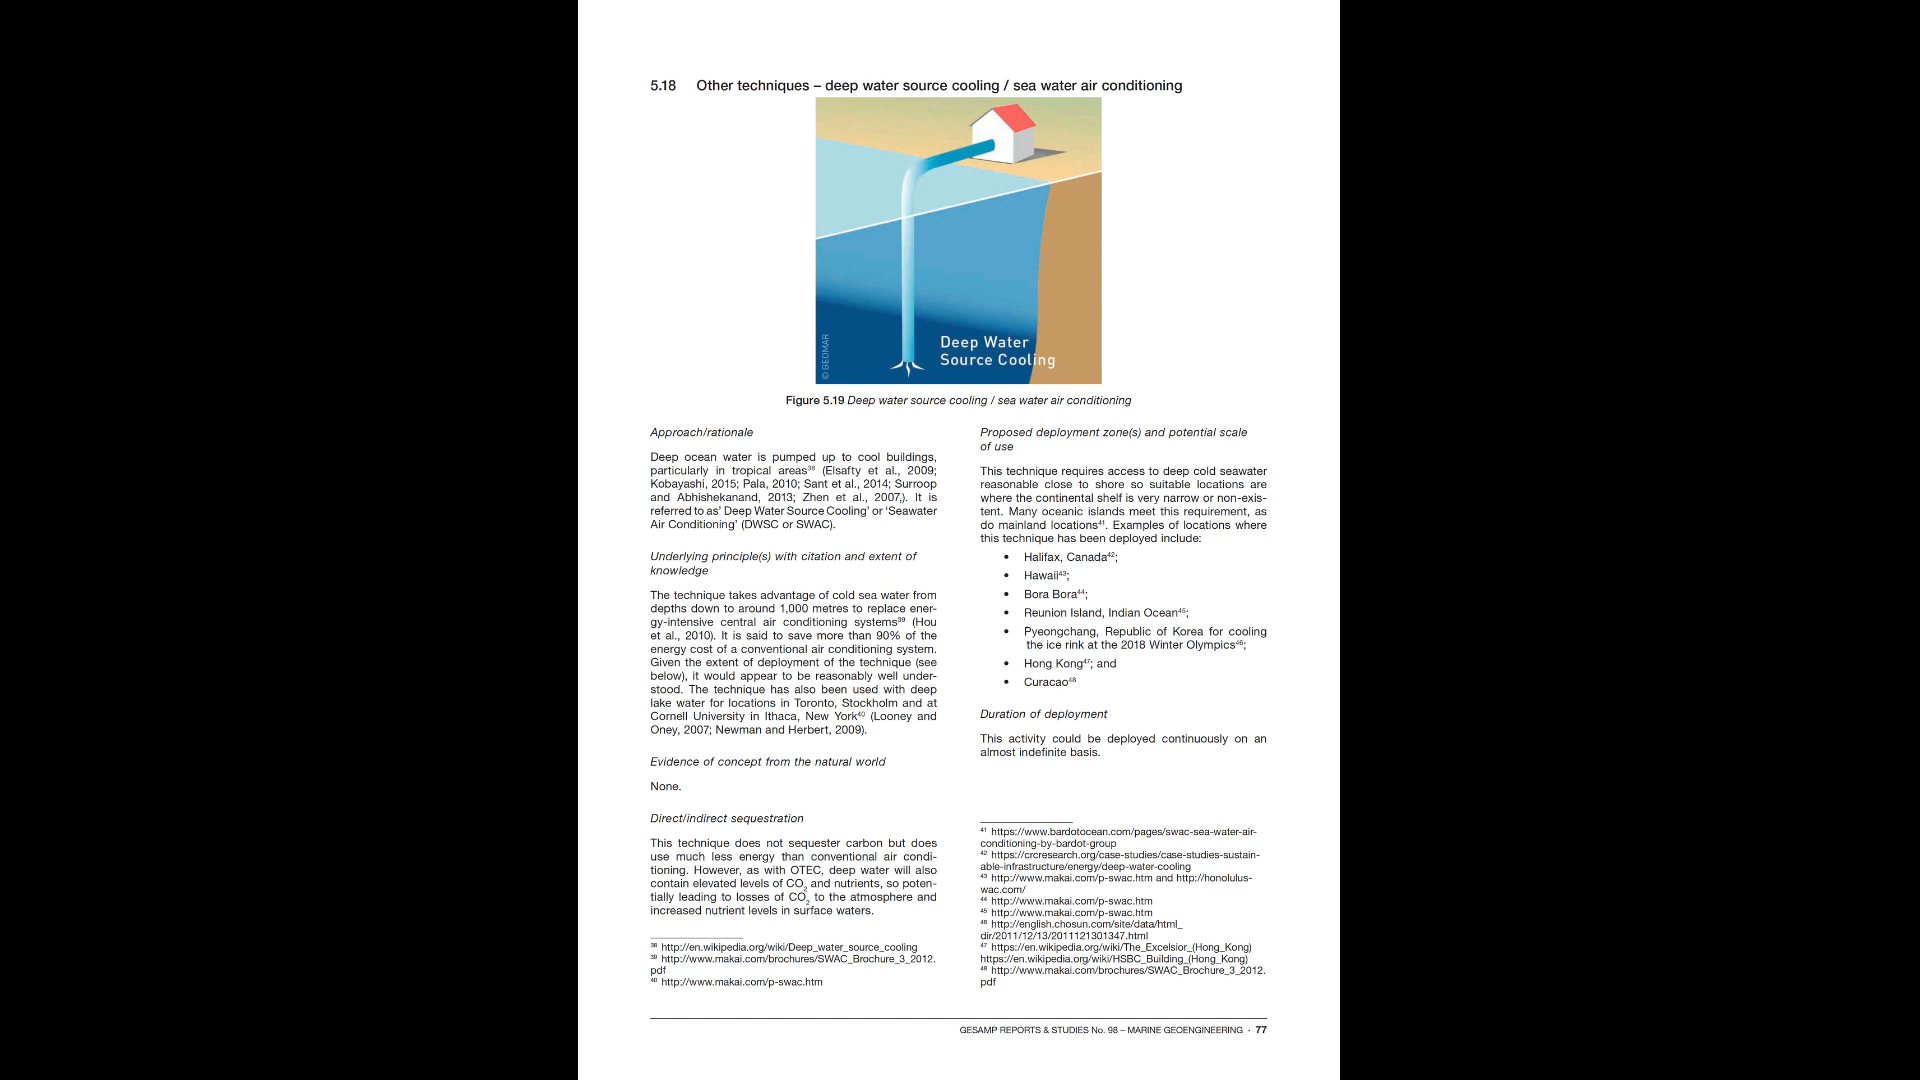 5.18 Other techniques – deep water source cooling / sea water air conditioning
© GEOMAR
Deep Water
Source Cooling
Figure 5.19 Deep water source cooling / sea water air conditioning
Approach/rationale
Deep ocean water is pumped up to cool buildings,
particularly in tropical areas³⁸ (Elsafty et al., 2009;
Kobayashi, 2015; Pala, 2010; Sant et al., 2014; Surroop
and Abhishekanand, 2013; Zhen et al., 2007,). It is
referred to as’ Deep Water Source Cooling’ or ‘Seawater
Air Conditioning’ (DWSC or SWAC).
Underlying principle(s) with citation and extent of
knowledge
The technique takes advantage of cold sea water from
depths down to around 1,000 metres to replace ener-
gy-intensive central air conditioning systems³⁹ (Hou
et al., 2010). It is said to save more than 90% of the
energy cost of a conventional air conditioning system.
Given the extent of deployment of the technique (see
below), it would appear to be reasonably well under-
stood. The technique has also been used with deep
lake water for locations in Toronto, Stockholm and at
Cornell University in Ithaca, New York⁴⁰ (Looney and
Oney, 2007; Newman and Herbert, 2009).
Evidence of concept from the natural world
None.
Direct/indirect sequestration
This technique does not sequester carbon but does
use much less energy than conventional air condi-
tioning. However, as with OTEC, deep water will also
contain elevated levels of CO₂ and nutrients, so poten-
tially leading to losses of CO₂ to the atmosphere and
increased nutrient levels in surface waters.
³⁸ http://en.wikipedia.org/wiki/Deep_water_source_cooling
³⁹ http://www.makai.com/brochures/SWAC_Brochure_3_2012.
pdf
⁴⁰ http://www.makai.com/p-swac.htm
Proposed deployment zone(s) and potential scale
of use
This technique requires access to deep cold seawater
reasonable close to shore so suitable locations are
where the continental shelf is very narrow or non-exis-
tent. Many oceanic islands meet this requirement, as
do mainland locations⁴¹. Examples of locations where
this technique has been deployed include:
• Halifax, Canada⁴²;
• Hawaii⁴³;
• Bora Bora⁴⁴;
• Reunion Island, Indian Ocean⁴⁵;
• Pyeongchang, Republic of Korea for cooling
the ice rink at the 2018 Winter Olympics⁴⁶;
• Hong Kong⁴⁷; and
• Curacao⁴⁸
Duration of deployment
This activity could be deployed continuously on an
almost indefinite basis.
⁴¹ https://www.bardotocean.com/pages/swac-sea-water-air-
conditioning-by-bardot-group
⁴² https://crcresearch.org/case-studies/case-studies-sustain-
able-infrastructure/energy/deep-water-cooling
⁴³ http://www.makai.com/p-swac.htm and http://honolulus-
wac.com/
⁴⁴ http://www.makai.com/p-swac.htm
⁴⁵ http://www.makai.com/p-swac.htm
⁴⁶ http://english.chosun.com/site/data/html_
dir/2011/12/13/2011121301347.html
⁴⁷ https://en.wikipedia.org/wiki/The_Excelsior_(Hong_Kong)
https://en.wikipedia.org/wiki/HSBC_Building_(Hong_Kong)
⁴⁸ http://www.makai.com/brochures/SWAC_Brochure_3_2012.
pdf
GESAMP REPORTS & STUDIES No. 98 – MARINE GEOENGINEERING · 77